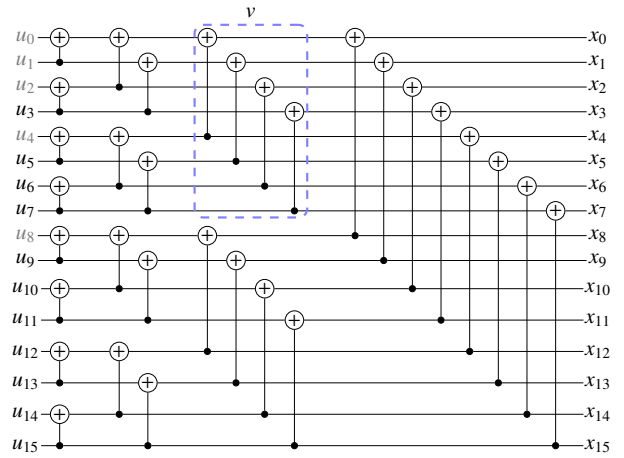 v
u₀ x₀
u₁ x₁
u₂ x₂
u₃ x₃
u₄ x₄
u₅ x₅
u₆ x₆
u₇ x₇
u₈ x₈
u₉ x₉
u₁₀ x₁₀
u₁₁ x₁₁
u₁₂ x₁₂
u₁₃ x₁₃
u₁₄ x₁₄
u₁₅ x₁₅